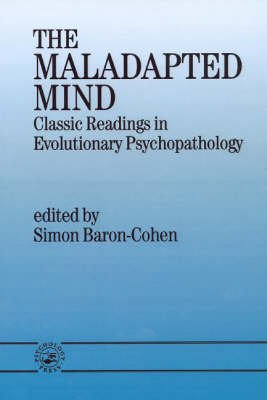 THE
MALADAPTED
MIND
Classic Readings in
Evolutionary Psychopathology
edited by
Simon Baron-Cohen
PSYCHOLOGY
PRESS